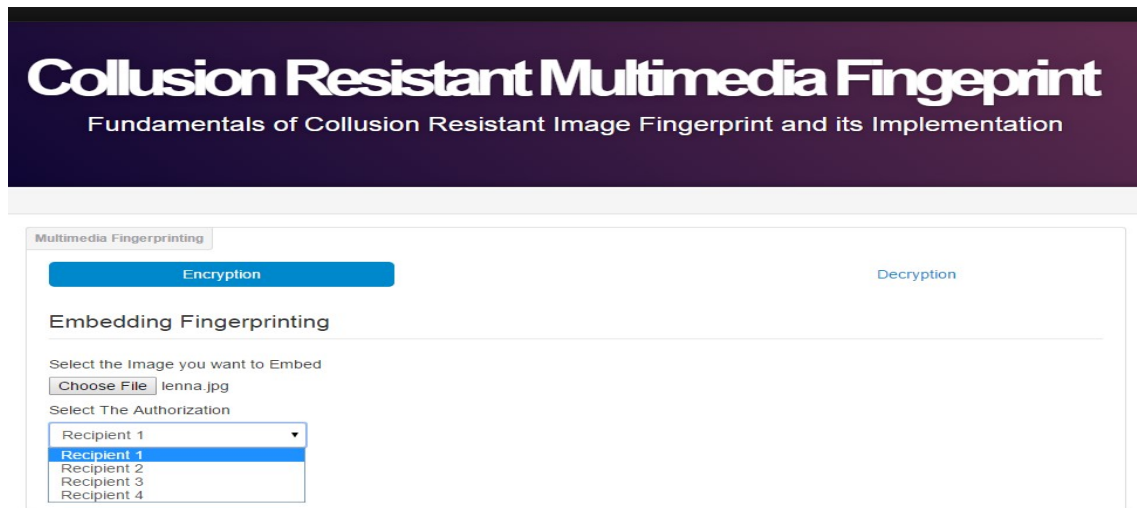 Collusion Resistant Multimedia Fingeprint
Fundamentals of Collusion Resistant Image Fingerprint and its Implementation
Multimedia Fingerprinting
Encryption
Decryption
Embedding Fingerprinting
Select the Image you want to Embed
Choose File lenna.jpg
Select The Authorization
Recipient 1
Recipient 1
Recipient 2
Recipient 3
Recipient 4